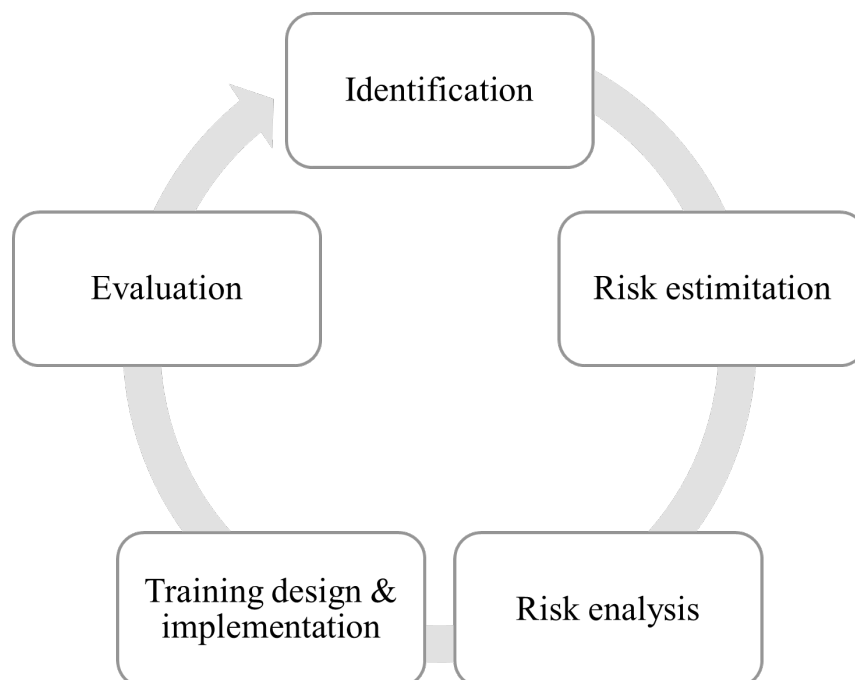 Identification
Risk estimitation
Risk enalysis
Training design &
implementation
Evaluation